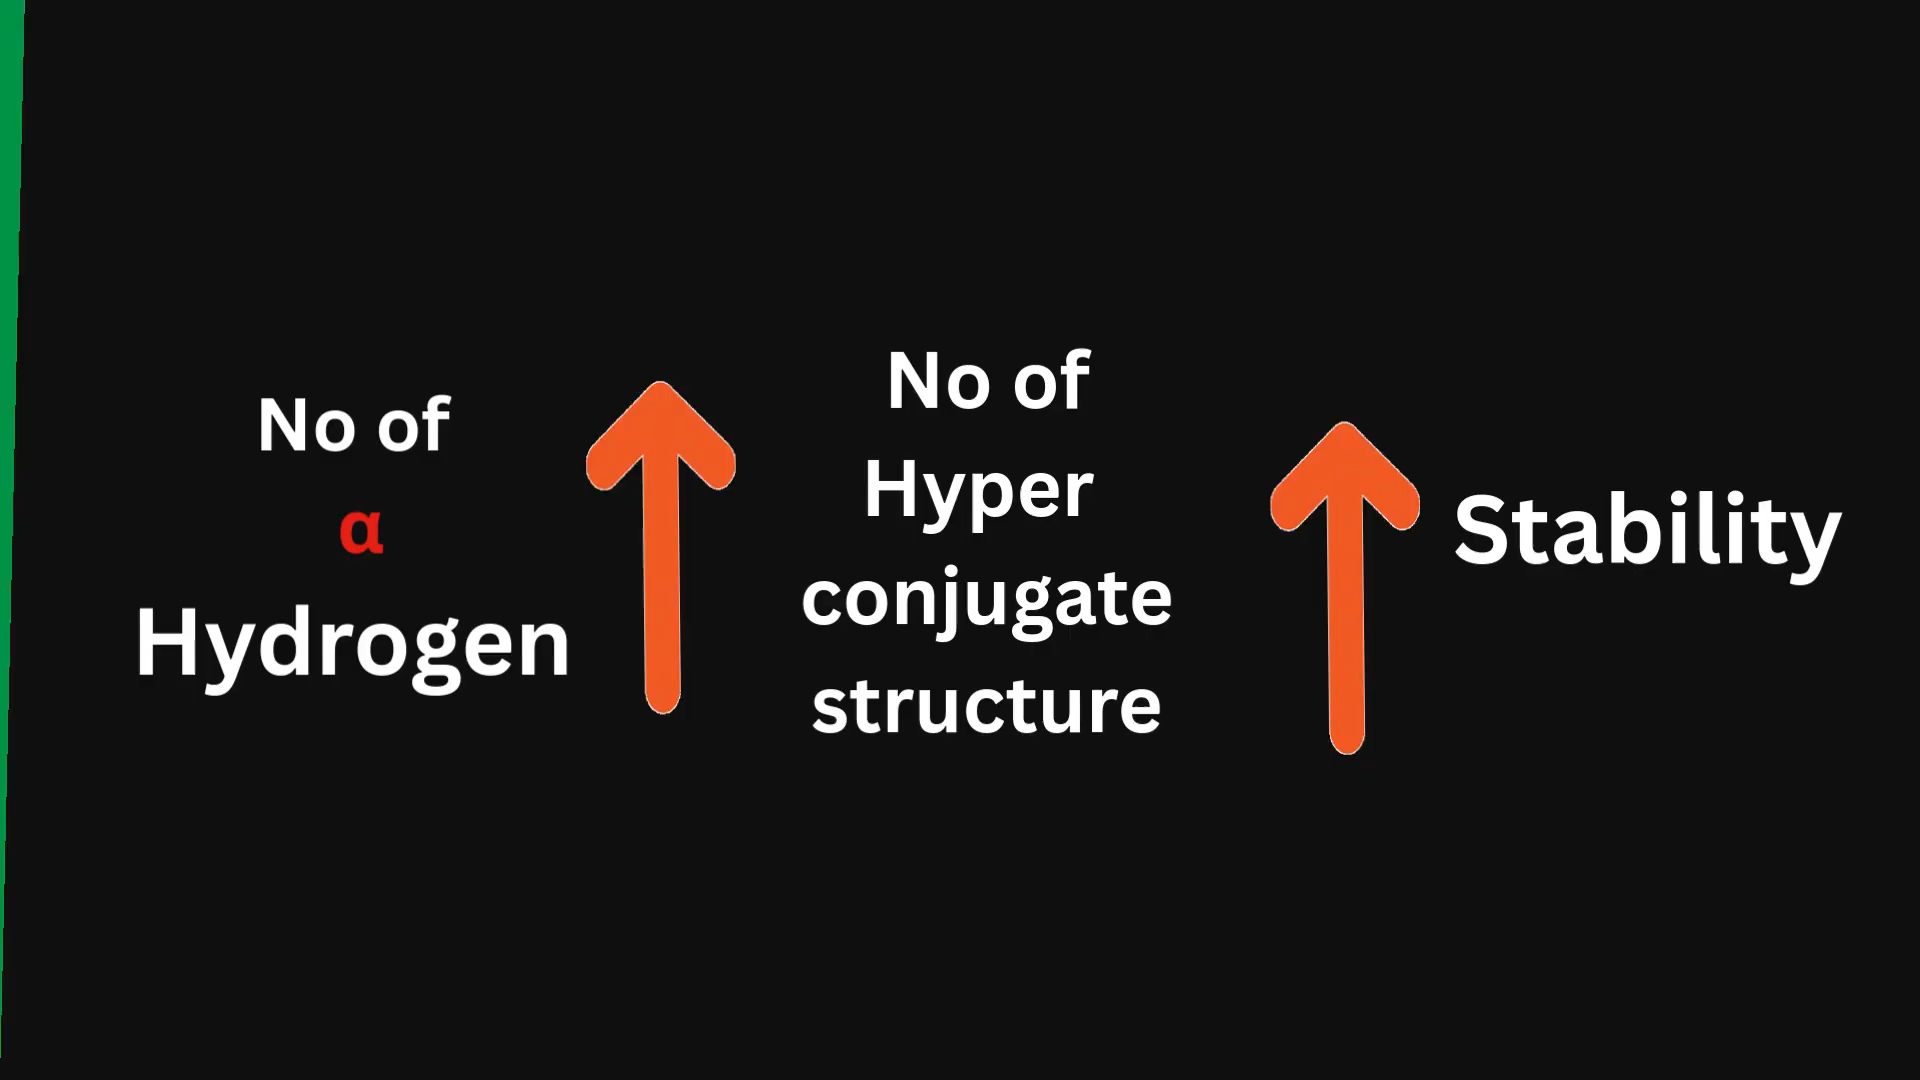 No of
α
Hydrogen
No of
Hyper
conjugate
structure
Stability